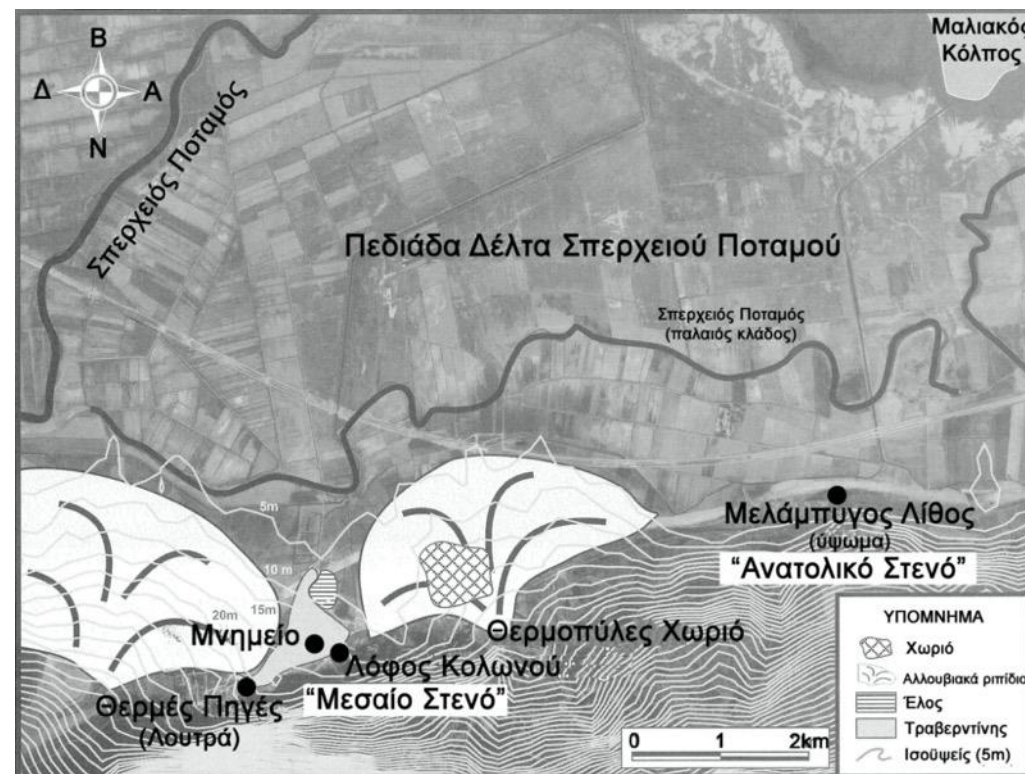 Μαλιακός
Κόλπος
Β
Δ
Α
Ν
Σπερχειός Ποταμός
Πεδιάδα Δέλτα Σπερχειού Ποταμού
Σπερχειός Ποταμός
(παλαιός κλάδος)
5m
Μελάμπυγος Λίθος
(ύψωμα)
"Ανατολικό Στενό"
10 m
15m
20m
Μνημείο
Θερμοπύλες Χωριό
Λόφος Κολωνού
"Μεσαίο Στενό"
Θερμές Πηγές
(Λουτρά)
ΥΠΟΜΝΗΜΑ
Χωριό
Αλλουβιακά ριπίδια
Έλος
Τραβερντίνης
Ισοϋψείς (5m)
0 1 2km